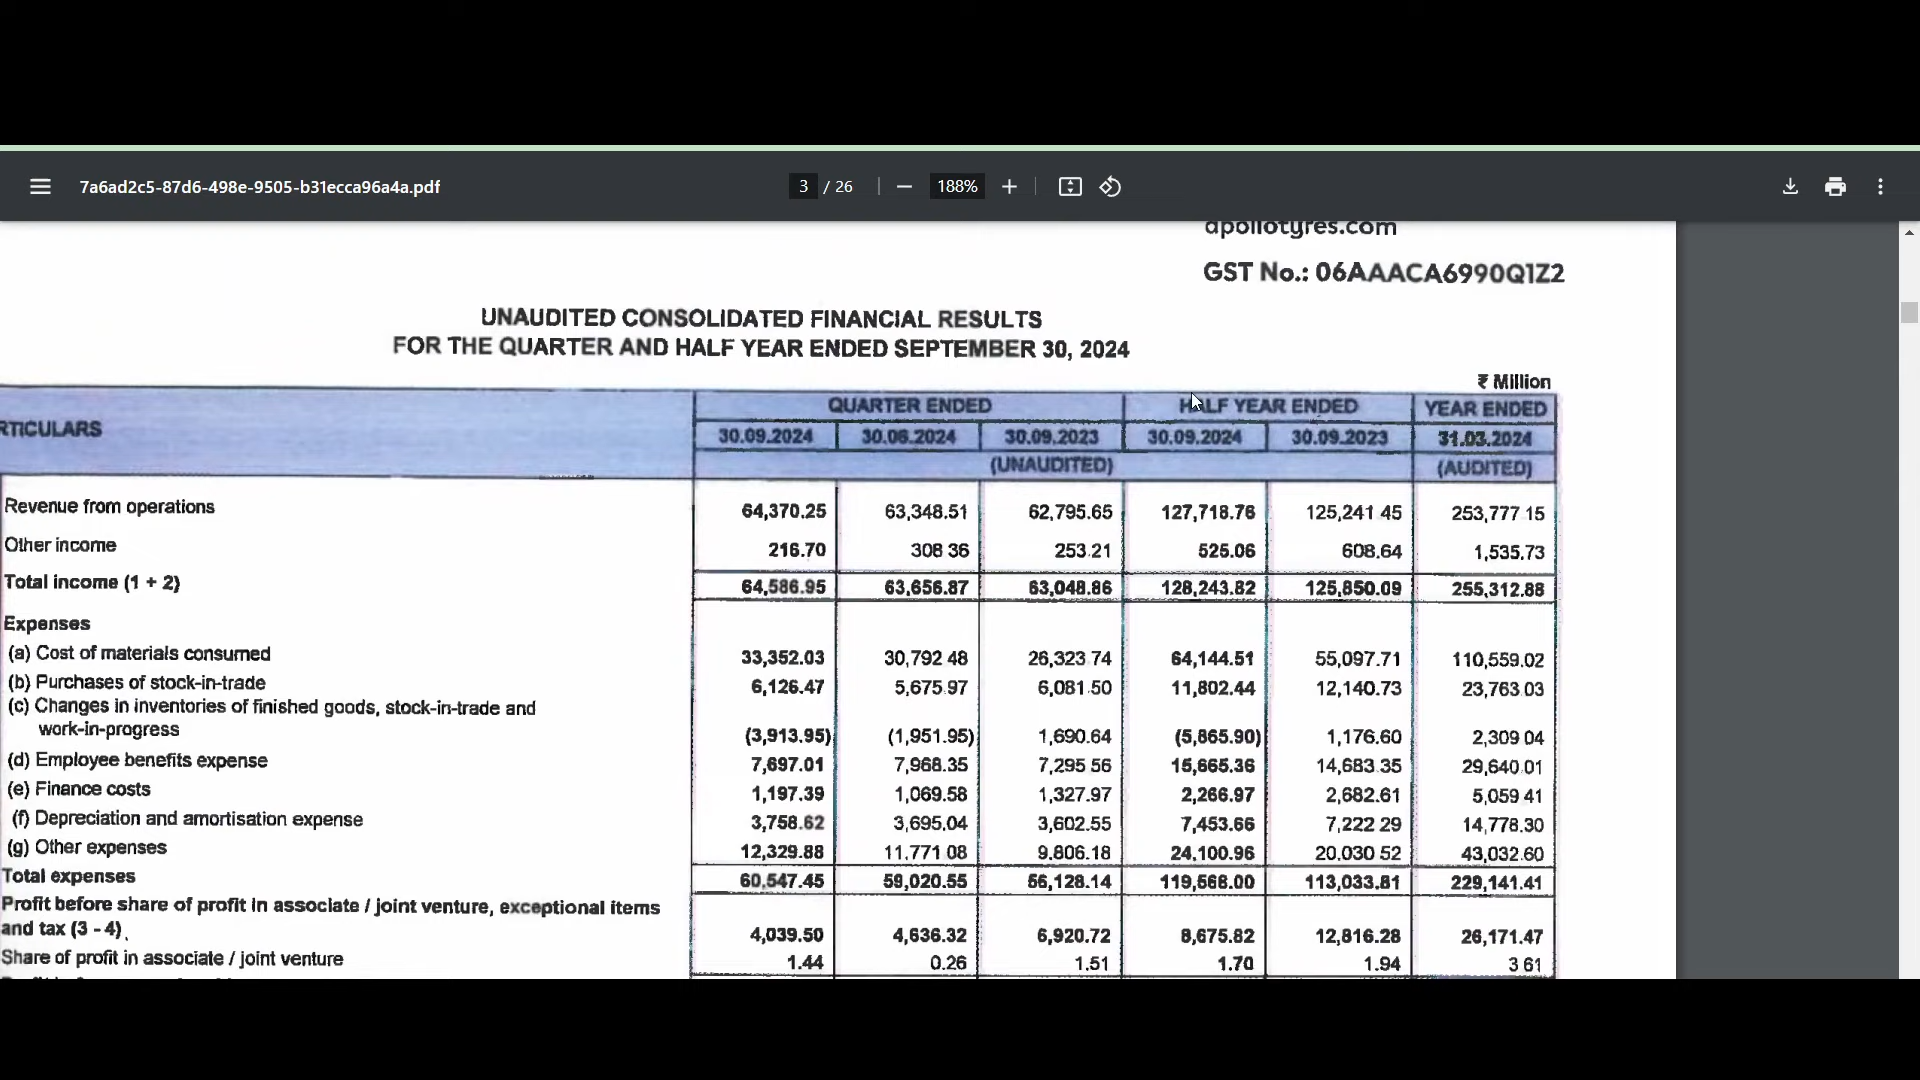 7a6ad2c5-87d6-498e-9505-b31ecca96a4a.pdf 3 / 26 188%
apollotyres.com
GST No.: 06AAACA6990Q1Z2
UNAUDITED CONSOLIDATED FINANCIAL RESULTS
FOR THE QUARTER AND HALF YEAR ENDED SEPTEMBER 30, 2024
₹ Million
RTICULARS QUARTER ENDED HALF YEAR ENDED YEAR ENDED
30.09.2024 30.06.2024 30.09.2023 30.09.2024 30.09.2023 31.03.2024
(UNAUDITED) (AUDITED)
Revenue from operations 64,370.25 63,348.51 62,795.65 127,718.76 125,241 45 253,777 15
Other income 216.70 308 36 253.21 525.06 608.64 1,535.73
Total income (1 + 2) 64,586.95 63,656.87 63,048.86 128,243.82 125,850.09 255,312.88
Expenses
(a) Cost of materials consumed 33,352.03 30,792 48 26,323 74 64,144.51 55,097.71 110,559.02
(b) Purchases of stock-in-trade 6,126.47 5,675.97 6,081.50 11,802.44 12,140.73 23,763.03
(c) Changes in inventories of finished goods, stock-in-trade and
work-in-progress (3,913.95) (1,951.95) 1,690.64 (5,865.90) 1,176.60 2,309 04
(d) Employee benefits expense 7,697.01 7,968.35 7,295 56 15,665.36 14,683.35 29,640.01
(e) Finance costs 1,197.39 1,069.58 1,327.97 2,266.97 2,682.61 5,059 41
(f) Depreciation and amortisation expense 3,758.62 3,695.04 3,602.55 7,453.66 7,222 29 14,778.30
(g) Other expenses 12,329.88 11,771 08 9,806.18 24,100.96 20,030 52 43,032.60
Total expenses 60,547.45 59,020.55 56,128.14 119,568.00 113,033.81 229,141.41
Profit before share of profit in associate / joint venture, exceptional items
and tax (3 - 4) 4,039.50 4,636.32 6,920.72 8,675.82 12,816.28 26,171.47
Share of profit in associate / joint venture 1.44 0.26 1.51 1.70 1.94 3 61